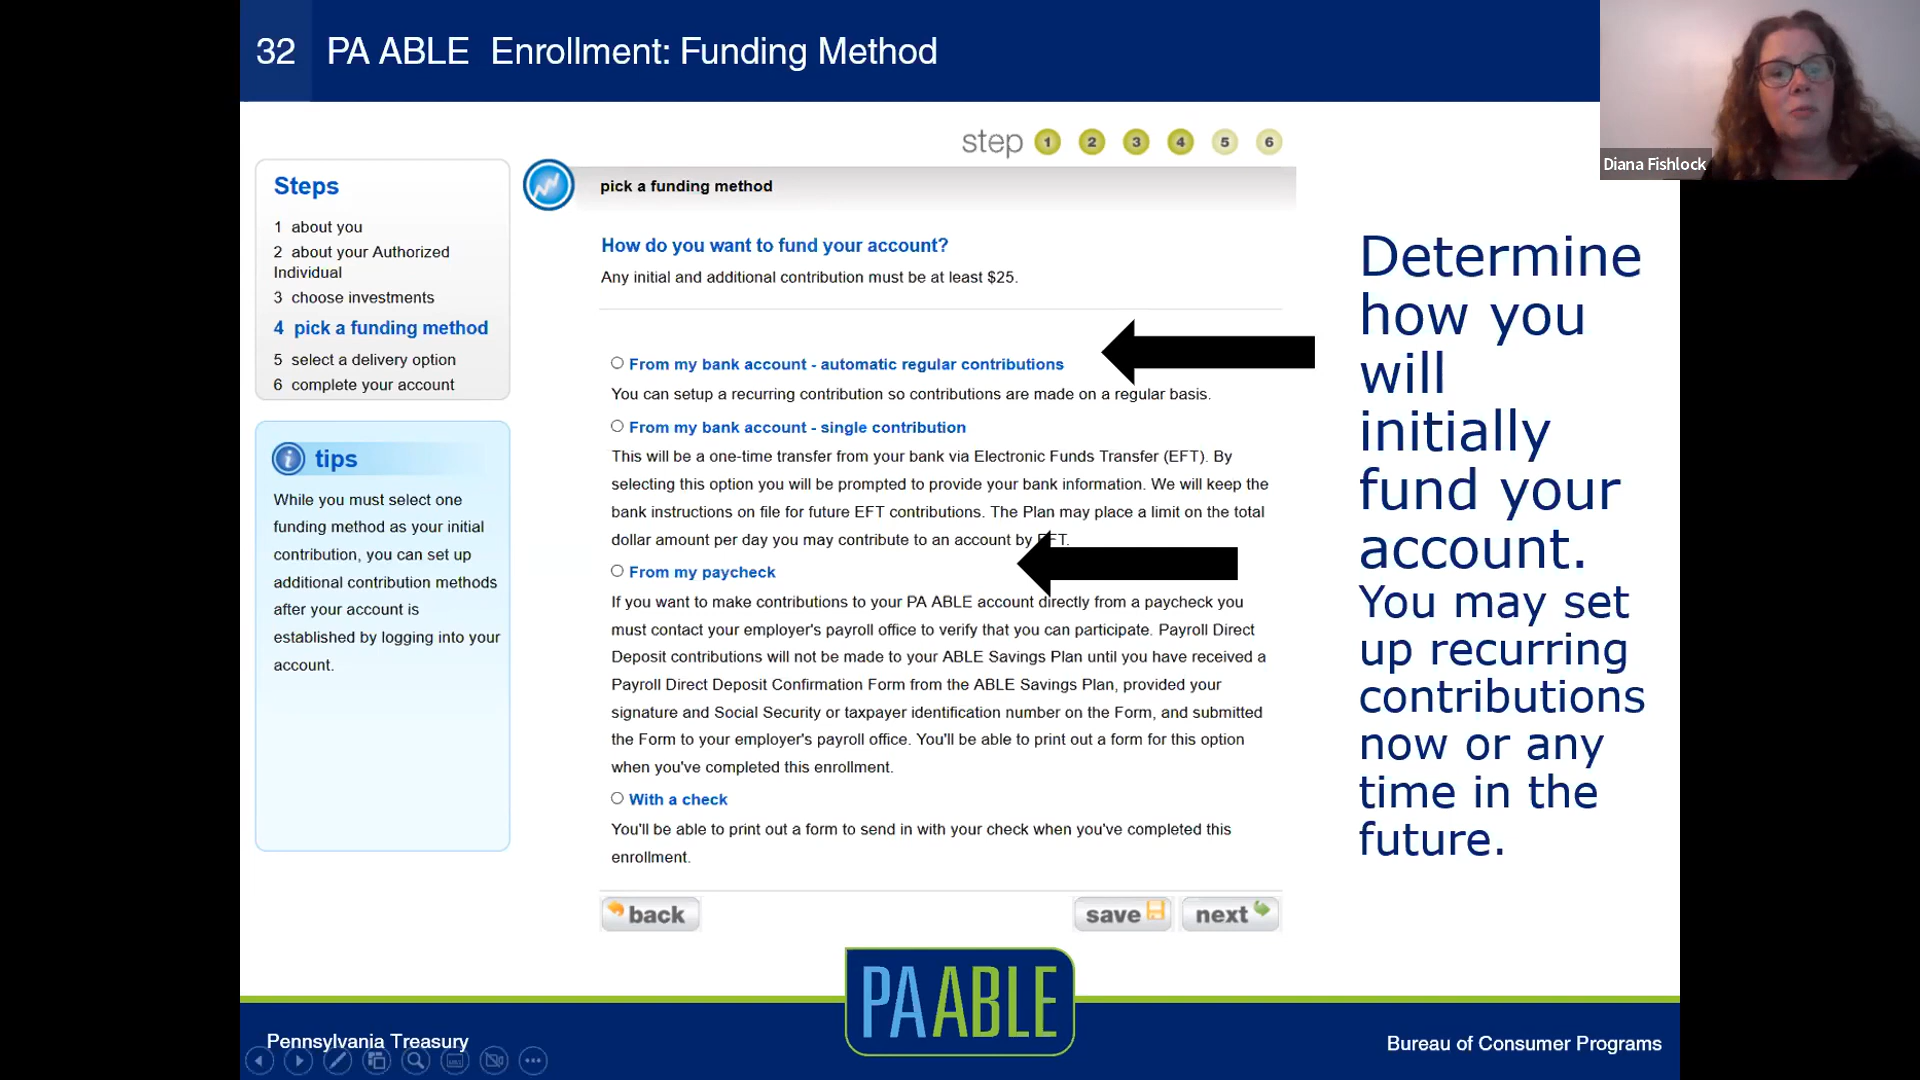 32 PA ABLE Enrollment: Funding Method
Diana Fishlock
step 1 2 3 4 5 6
Steps
1 about you
2 about your Authorized
Individual
3 choose investments
4 pick a funding method
5 select a delivery option
6 complete your account
tips
While you must select one
funding method as your initial
contribution, you can set up
additional contribution methods
after your account is
established by logging into your
account.
pick a funding method
How do you want to fund your account?
Any initial and additional contribution must be at least $25.
From my bank account - automatic regular contributions
You can setup a recurring contribution so contributions are made on a regular basis.
From my bank account - single contribution
This will be a one-time transfer from your bank via Electronic Funds Transfer (EFT). By
selecting this option you will be prompted to provide your bank information. We will keep the
bank instructions on file for future EFT contributions. The Plan may place a limit on the total
dollar amount per day you may contribute to an account by EFT.
From my paycheck
If you want to make contributions to your PA ABLE account directly from a paycheck you
must contact your employer's payroll office to verify that you can participate. Payroll Direct
Deposit contributions will not be made to your ABLE Savings Plan until you have received a
Payroll Direct Deposit Confirmation Form from the ABLE Savings Plan, provided your
signature and Social Security or taxpayer identification number on the Form, and submitted
the Form to your employer's payroll office. You'll be able to print out a form for this option
when you've completed this enrollment.
With a check
You'll be able to print out a form to send in with your check when you've completed this
enrollment.
back
save
next
Determine
how you
will
initially
fund your
account.
You may set
up recurring
contributions
now or any
time in the
future.
PA ABLE
Pennsylvania Treasury
Bureau of Consumer Programs